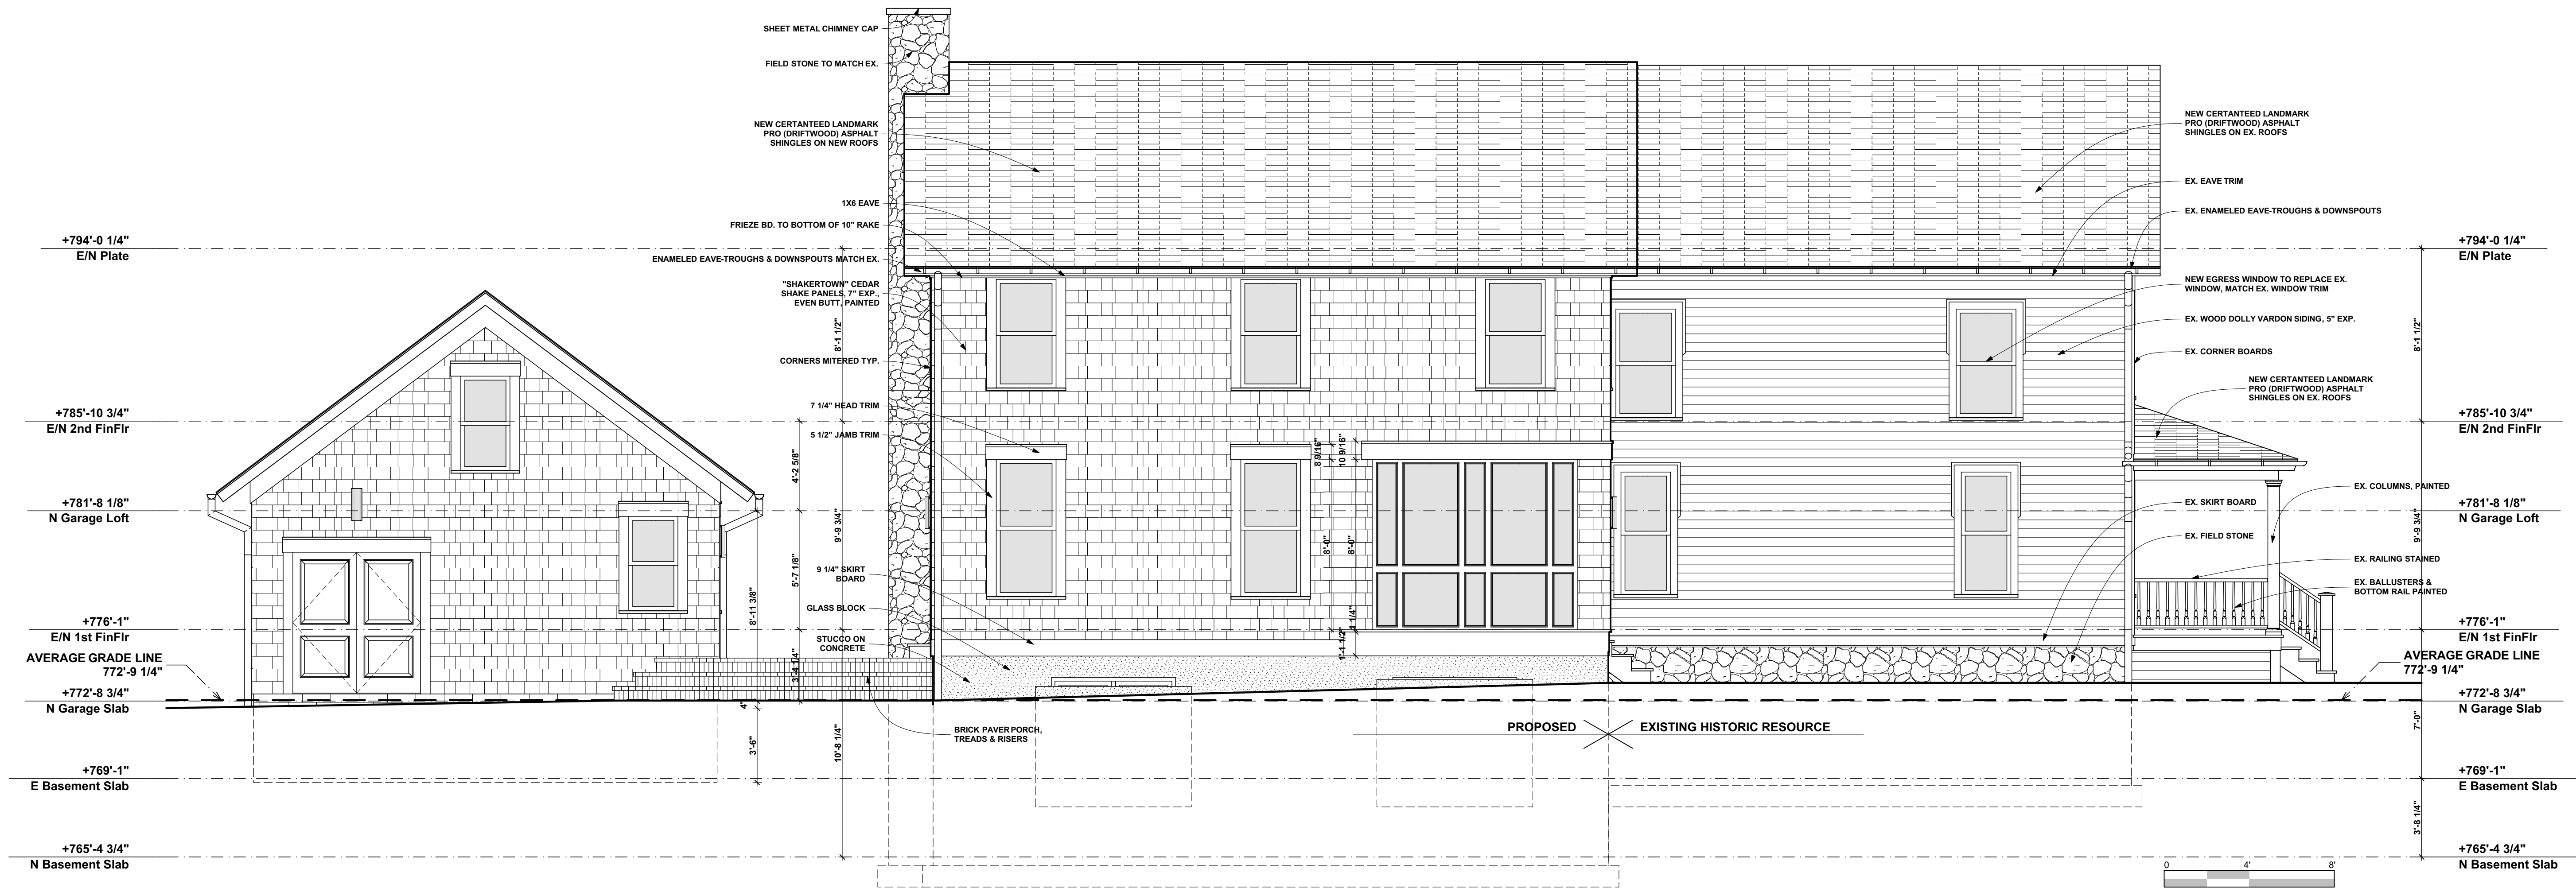 SHEET METAL CHIMNEY CAP
FIELD STONE TO MATCH EX.
NEW CERTANTEED LANDMARK
PRO (DRIFTWOOD) ASPHALT
SHINGLES ON NEW ROOFS
1X6 EAVE
FRIEZE BD. TO BOTTOM OF 10" RAKE
ENAMELED EAVE-TROUGHS & DOWNSPOUTS MATCH EX.
"SHAKERTOWN" CEDAR
SHAKE PANELS, 7" EXP.,
EVEN BUTT, PAINTED
CORNERS MITERED TYP.
7 1/4" HEAD TRIM
5 1/2" JAMB TRIM
9 1/4" SKIRT
BOARD
GLASS BLOCK
STUCCO ON
CONCRETE
BRICK PAVER PORCH,
TREADS & RISERS
+794'-0 1/4"
E/N Plate
+785'-10 3/4"
E/N 2nd FinFlr
+781'-8 1/8"
N Garage Loft
+776'-1"
E/N 1st FinFlr
AVERAGE GRADE LINE
772'-9 1/4"
+772'-8 3/4"
N Garage Slab
+769'-1"
E Basement Slab
+765'-4 3/4"
N Basement Slab
8'-1 1/2"
4'-2 5/8"
9'-9 3/4"
5'-7 1/8"
8'-11 3/8"
3'-4 1/4"
4"
3'-6"
10'-8 1/4"
8 9/16"
10 9/16"
8'-0"
8'-0"
1 1/4"
1'-1 1/2"
PROPOSED
EXISTING HISTORIC RESOURCE
NEW CERTANTEED LANDMARK
PRO (DRIFTWOOD) ASPHALT
SHINGLES ON EX. ROOFS
EX. EAVE TRIM
EX. ENAMELED EAVE-TROUGHS & DOWNSPOUTS
NEW EGRESS WINDOW TO REPLACE EX.
WINDOW, MATCH EX. WINDOW TRIM
EX. WOOD DOLLY VARDON SIDING, 5" EXP.
EX. CORNER BOARDS
NEW CERTANTEED LANDMARK
PRO (DRIFTWOOD) ASPHALT
SHINGLES ON EX. ROOFS
EX. COLUMNS, PAINTED
EX. SKIRT BOARD
EX. FIELD STONE
EX. RAILING STAINED
EX. BALLUSTERS &
BOTTOM RAIL PAINTED
8'-1 1/2"
9'-9 3/4"
7'-0"
3'-8 1/4"
+794'-0 1/4"
E/N Plate
+785'-10 3/4"
E/N 2nd FinFlr
+781'-8 1/8"
N Garage Loft
+776'-1"
E/N 1st FinFlr
AVERAGE GRADE LINE
772'-9 1/4"
+772'-8 3/4"
N Garage Slab
+769'-1"
E Basement Slab
+765'-4 3/4"
N Basement Slab
0 4' 8'